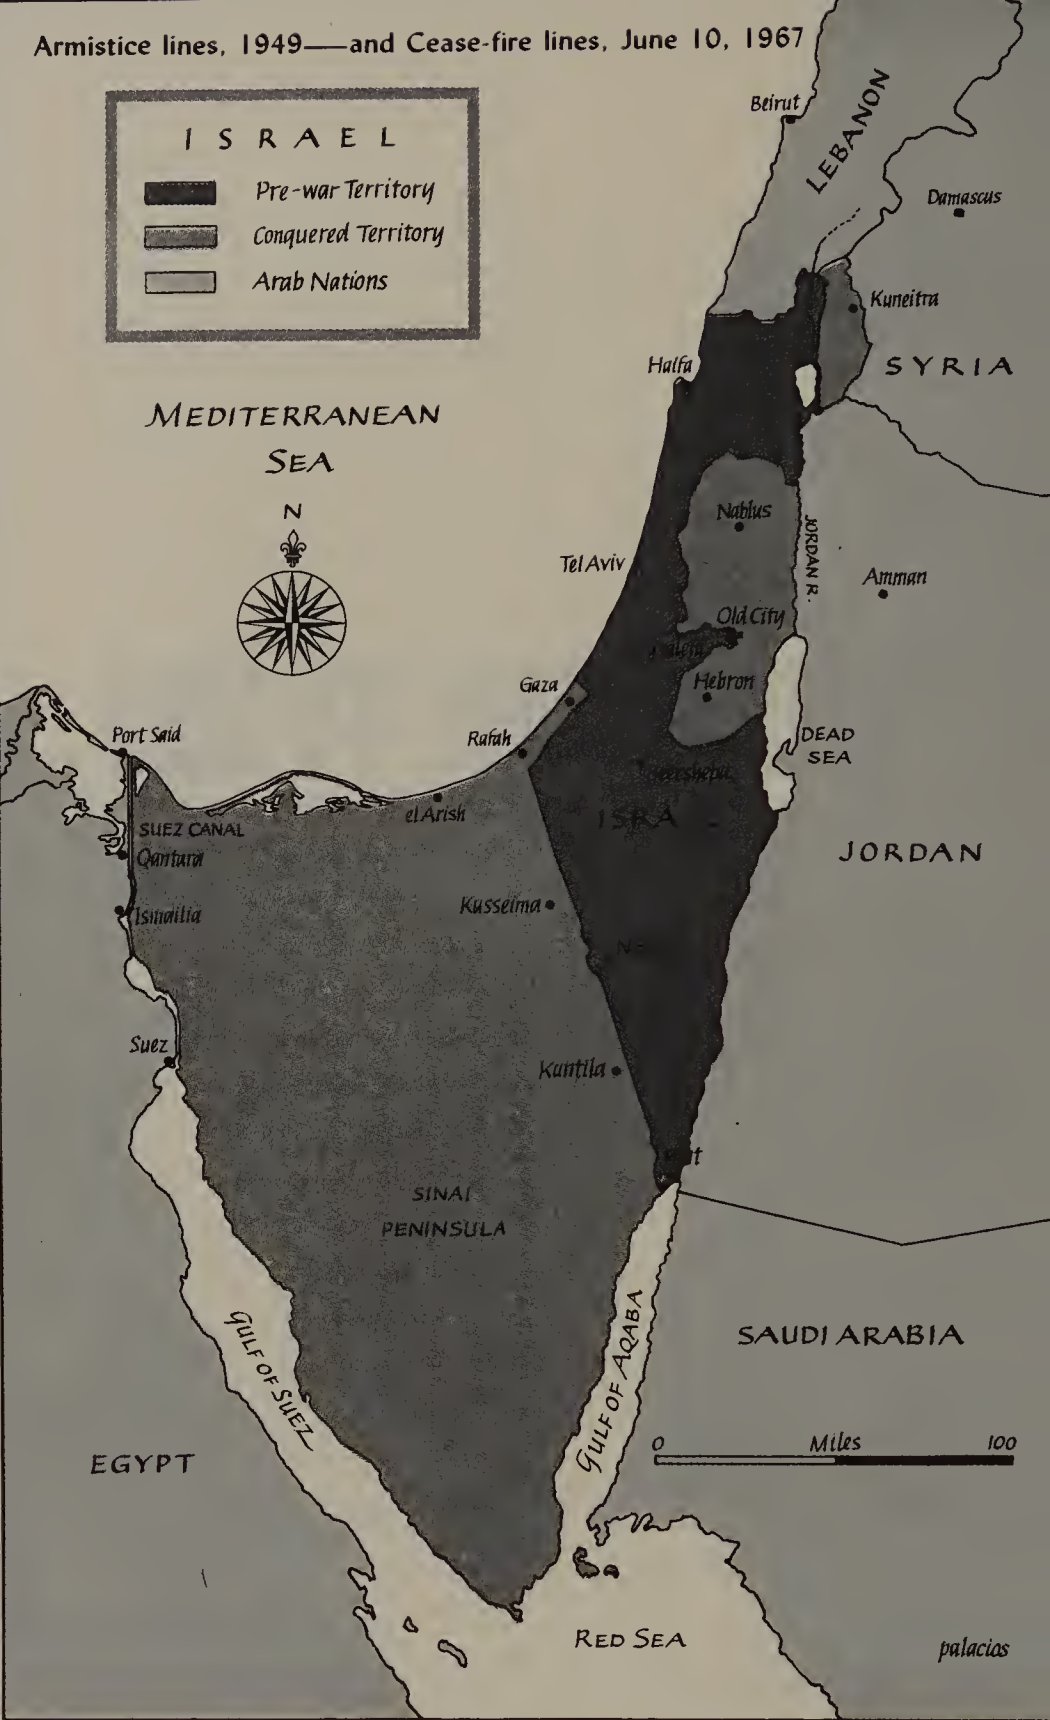 Armistice lines, 1949—and Cease-fire lines, June 10, 1967
ISRAEL
Pre-war Territory
Conquered Territory
Arab Nations
Beirut
LEBANON
Damascus
Kuneitra
SYRIA
Haifa
MEDITERRANEAN
SEA
N
Nablus
JORDAN R.
Tel Aviv
Amman
Old City
Hebron
Gaza
Rafah
DEAD
SEA
Port Said
el Arish
SUEZ CANAL
Qantara
JORDAN
Kusseima
Ismailia
Suez
Kuntila
SINAI
PENINSULA
GULF OF SUEZ
GULF OF AQABA
SAUDI ARABIA
0 Miles 100
EGYPT
RED SEA
palacios